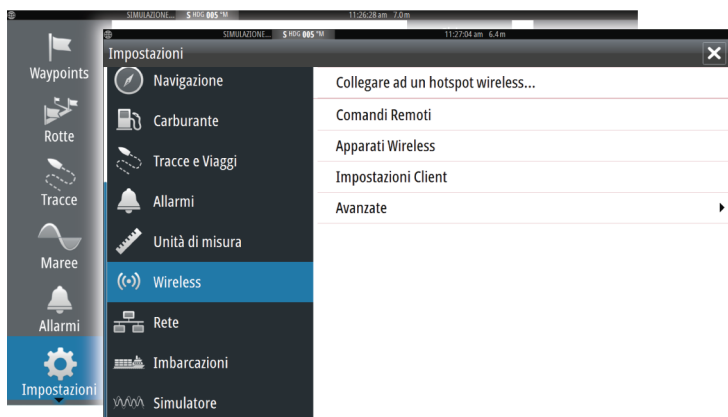 SIMULAZIONE... S HDG 005 °M 11:26:28 am 7.0 m
Waypoints
Rotte
Tracce
Maree
Allarmi
Impostazioni
SIMULAZIONE... S HDG 005 °M 11:27:04 am 6.4 m
Impostazioni
Navigazione
Carburante
Tracce e Viaggi
Allarmi
Unità di misura
Wireless
Rete
Imbarcazioni
Simulatore
Collegare ad un hotspot wireless...
Comandi Remoti
Apparati Wireless
Impostazioni Client
Avanzate